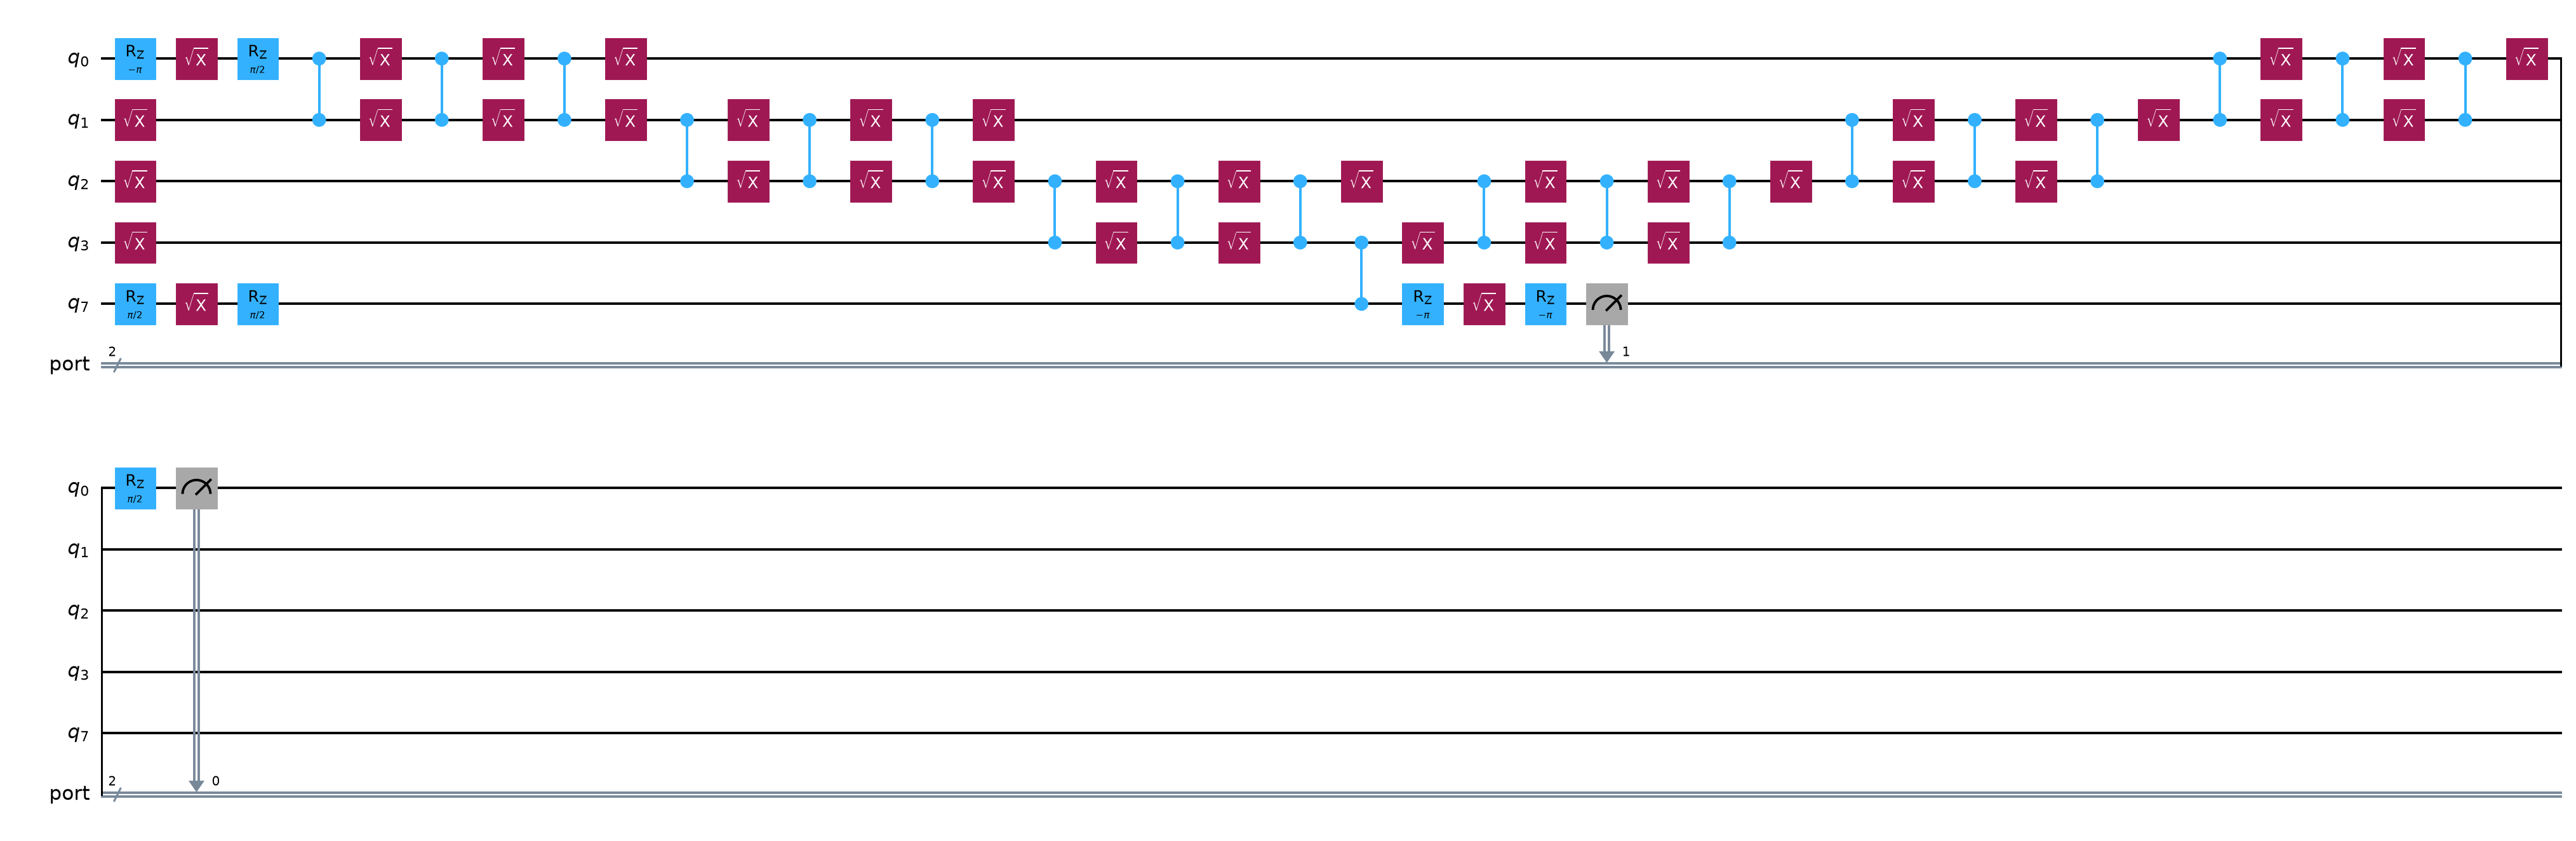 q0 RZ -π √X RZ π/2 √X √X √X √X √X √X
q1 √X √X √X √X √X √X √X √X √X √X √X √X
q2 √X √X √X √X √X √X √X √X √X √X √X √X
q3 √X √X √X √X √X √X
q7 RZ π/2 √X RZ π/2 RZ -π √X RZ -π
port 2 1
q0 RZ π/2
q1
q2
q3
q7
port 2 0